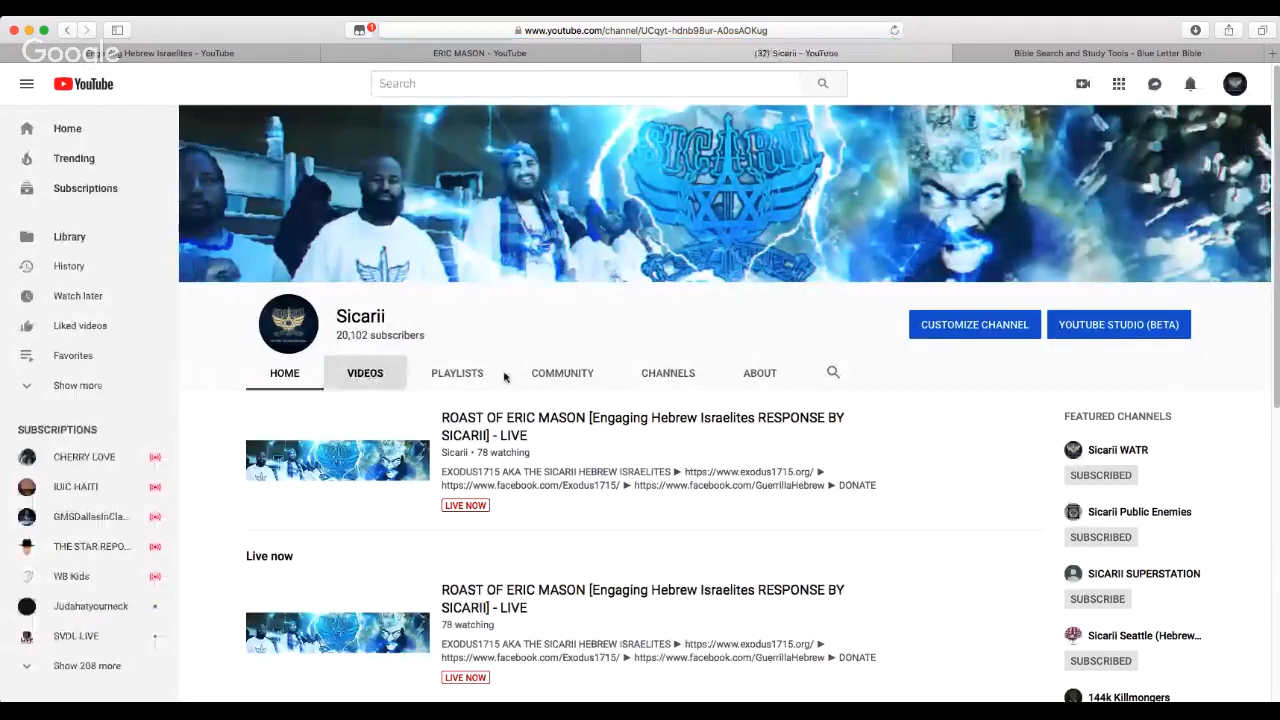 1
www.youtube.com/channel/UCqyt-hdnb98ur-A0osAOKug
Google
Engaging Hebrew Israelites - YouTube
ERIC MASON - YouTube
(37) Sicarii - YouTube
Bible Search and Study Tools - Blue Letter Bible
YouTube
Search
Home
Trending
Subscriptions
Library
History
Watch later
Liked videos
Favorites
Show more
SUBSCRIPTIONS
CHERRY LOVE
IUIC HAITI
GMSDallasInCla...
THE STAR REPO...
WB Kids
Judahatyourneck
SVDL LIVE
Show 208 more
SICARII
Sicarii
20,102 subscribers
CUSTOMIZE CHANNEL
YOUTUBE STUDIO (BETA)
HOME
VIDEOS
PLAYLISTS
COMMUNITY
CHANNELS
ABOUT
ROAST OF ERIC MASON [Engaging Hebrew Israelites RESPONSE BY
SICARII] - LIVE
Sicarii • 78 watching
EXODUS1715 AKA THE SICARII HEBREW ISRAELITES ► https://www.exodus1715.org/ ►
https://www.facebook.com/Exodus1715/ ► https://www.facebook.com/GuerrillaHebrew ► DONATE
LIVE NOW
Live now
ROAST OF ERIC MASON [Engaging Hebrew Israelites RESPONSE BY
SICARII] - LIVE
78 watching
EXODUS1715 AKA THE SICARII HEBREW ISRAELITES ► https://www.exodus1715.org/ ►
https://www.facebook.com/Exodus1715/ ► https://www.facebook.com/GuerrillaHebrew ► DONATE
LIVE NOW
FEATURED CHANNELS
Sicarii WATR
SUBSCRIBED
Sicarii Public Enemies
SUBSCRIBED
SICARII SUPERSTATION
SUBSCRIBE
Sicarii Seattle (Hebrew...
SUBSCRIBED
144k Killmongers